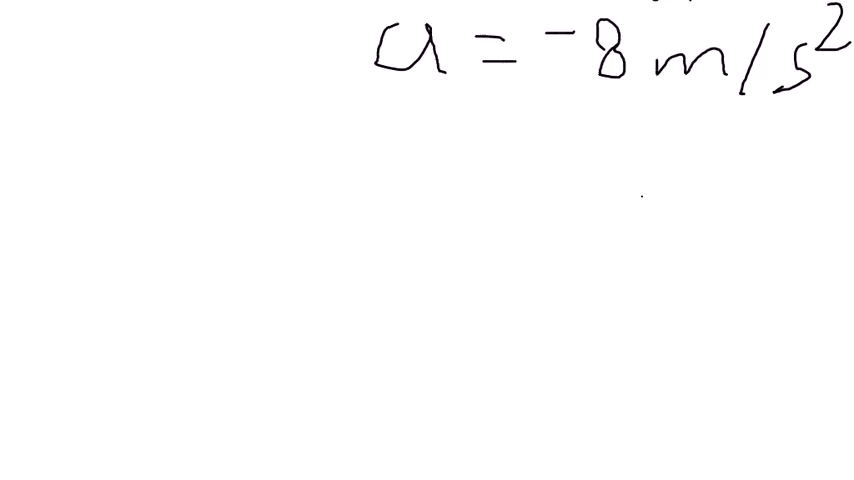 a = -8 m/s²